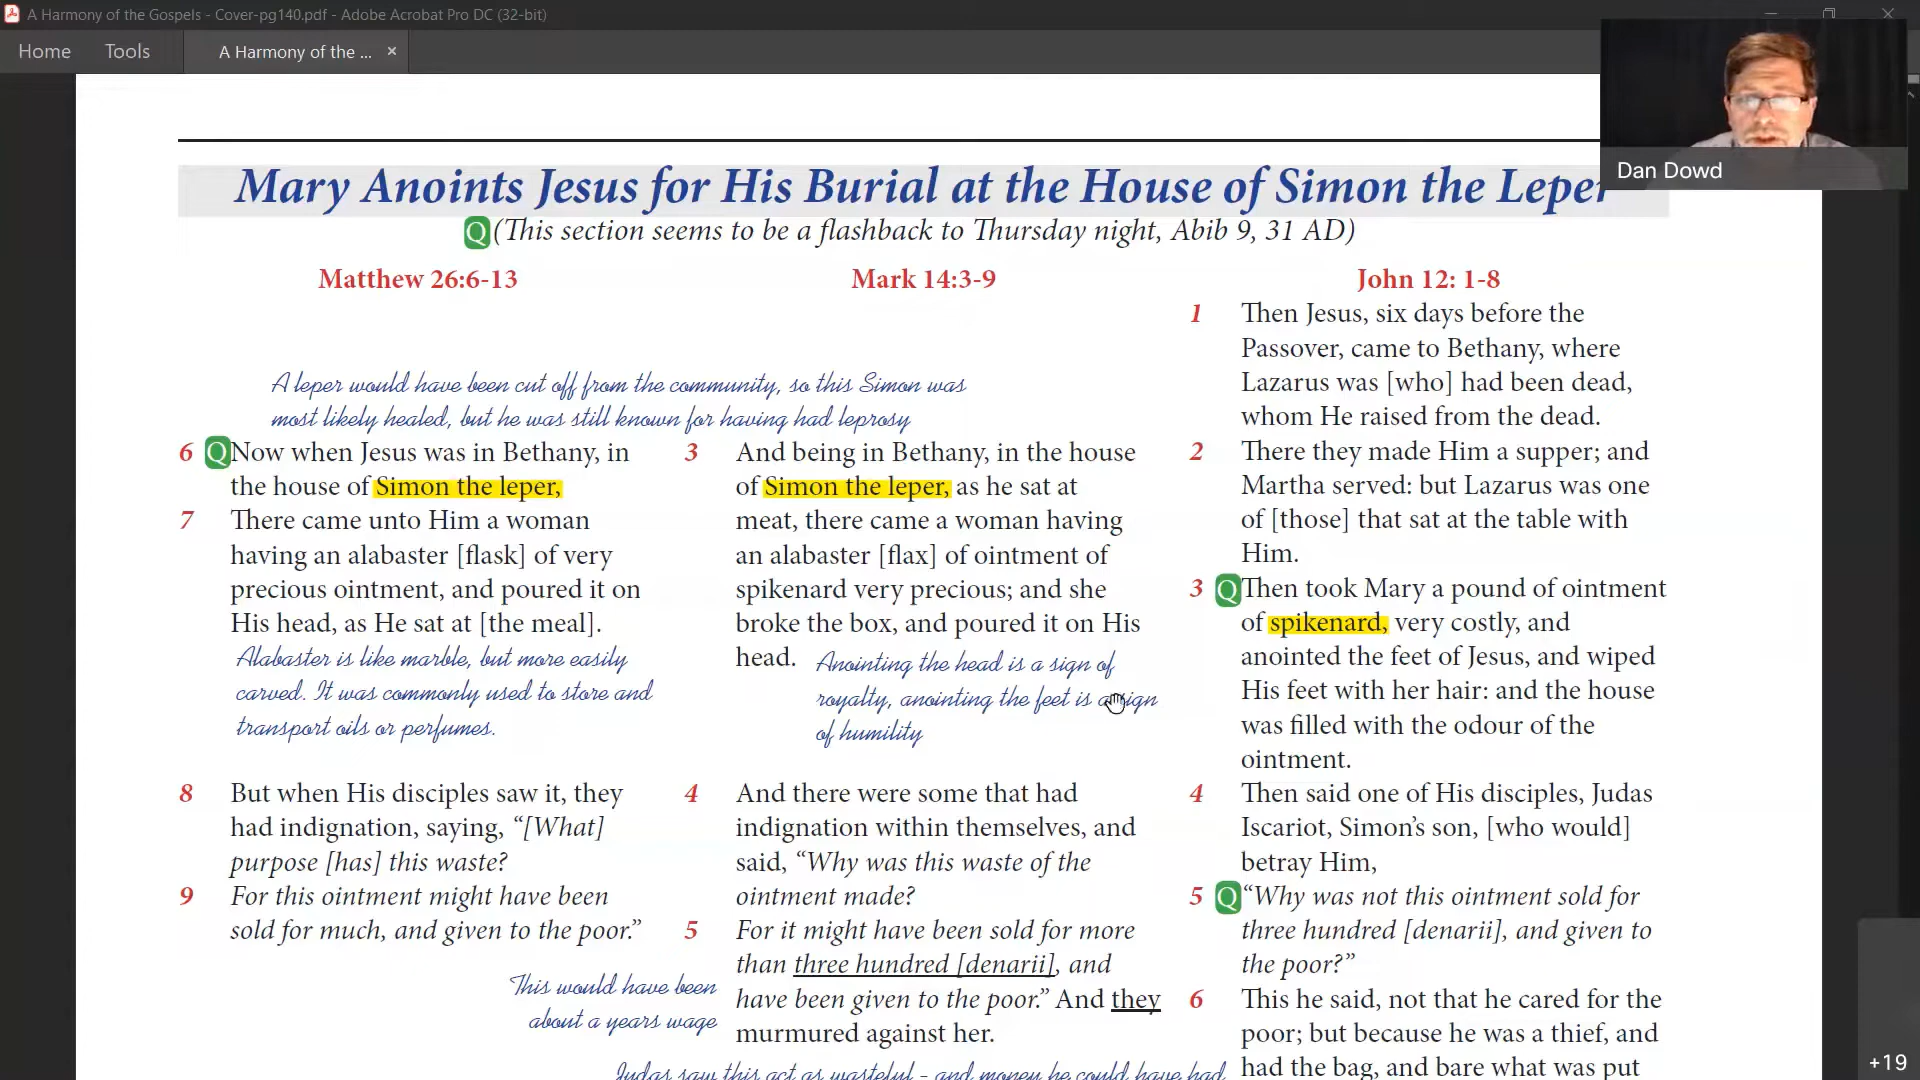 A Harmony of the Gospels - Cover-pg140.pdf - Adobe Acrobat Pro DC (32-bit)
Home Tools A Harmony of the ... ×
Dan Dowd
Mary Anoints Jesus for His Burial at the House of Simon the Leper
Q (This section seems to be a flashback to Thursday night, Abib 9, 31 AD)
Matthew 26:6-13
A leper would have been cut off from the community, so this Simon was
most likely healed, but he was still known for having had leprosy
6 Q Now when Jesus was in Bethany, in
the house of Simon the leper,
7 There came unto Him a woman
having an alabaster [flask] of very
precious ointment, and poured it on
His head, as He sat at [the meal].
Alabaster is like marble, but more easily
carved. It was commonly used to store and
transport oils or perfumes.
8 But when His disciples saw it, they
had indignation, saying, “[What]
purpose [has] this waste?
9 For this ointment might have been
sold for much, and given to the poor.”
Mark 14:3-9
3 And being in Bethany, in the house
of Simon the leper, as he sat at
meat, there came a woman having
an alabaster [flax] of ointment of
spikenard very precious; and she
broke the box, and poured it on His
head.
Anointing the head is a sign of
royalty, anointing the feet is a sign
of humility
4 And there were some that had
indignation within themselves, and
said, “Why was this waste of the
ointment made?
5 For it might have been sold for more
than three hundred [denarii], and
have been given to the poor.” And they
murmured against her.
This would have been
about a years wage
Judas saw this act as wasteful - and money he could have had
John 12: 1-8
1 Then Jesus, six days before the
Passover, came to Bethany, where
Lazarus was [who] had been dead,
whom He raised from the dead.
2 There they made Him a supper; and
Martha served: but Lazarus was one
of [those] that sat at the table with
Him.
3 Q Then took Mary a pound of ointment
of spikenard, very costly, and
anointed the feet of Jesus, and wiped
His feet with her hair: and the house
was filled with the odour of the
ointment.
4 Then said one of His disciples, Judas
Iscariot, Simon’s son, [who would]
betray Him,
5 Q “Why was not this ointment sold for
three hundred [denarii], and given to
the poor?”
6 This he said, not that he cared for the
poor; but because he was a thief, and
had the bag, and bare what was put
+19